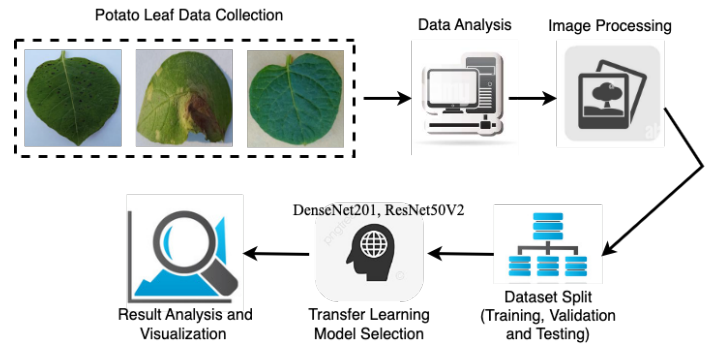 Potato Leaf Data Collection
Data Analysis
Image Processing
DenseNet201, ResNet50V2
Dataset Split
(Training, Validation
and Testing)
Transfer Learning
Model Selection
Result Analysis and
Visualization